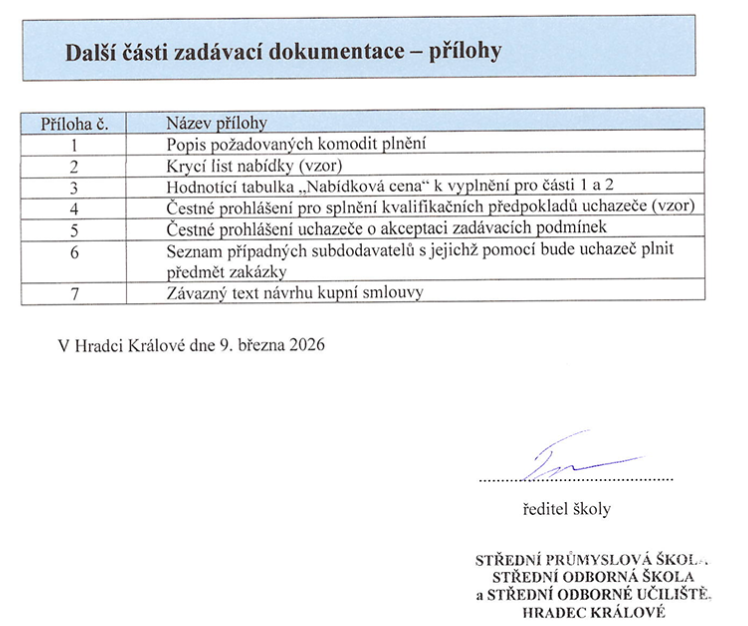 Další části zadávací dokumentace – přílohy
Příloha č. Název přílohy
1 Popis požadovaných komodit plnění
2 Krycí list nabídky (vzor)
3 Hodnotící tabulka „Nabídková cena“ k vyplnění pro části 1 a 2
4 Čestné prohlášení pro splnění kvalifikačních předpokladů uchazeče (vzor)
5 Čestné prohlášení uchazeče o akceptaci zadávacích podmínek
6 Seznam případných subdodavatelů s jejichž pomocí bude uchazeč plnit
předmět zakázky
7 Závazný text návrhu kupní smlouvy
V Hradci Králové dne 9. března 2026
ředitel školy
STŘEDNÍ PRŮMYSLOVÁ ŠKOLA,
STŘEDNÍ ODBORNÁ ŠKOLA
a STŘEDNÍ ODBORNÉ UČILIŠTĚ,
HRADEC KRÁLOVÉ